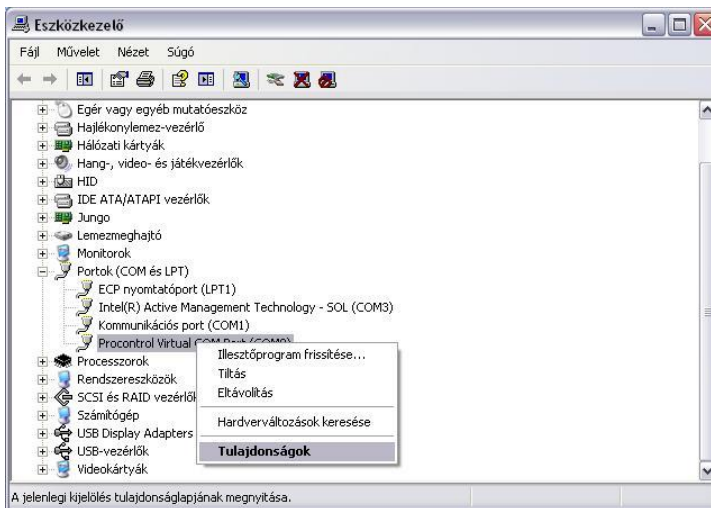 Eszközkezelő
Fájl Művelet Nézet Súgó
Egér vagy egyéb mutatóeszköz
Hajlékonylemez-vezérlő
Hálózati kártyák
Hang-, video- és játékvezérlők
HID
IDE ATA/ATAPI vezérlők
Jungo
Lemezmeghajtó
Monitorok
Portok (COM és LPT)
ECP nyomtatóport (LPT1)
Intel(R) Active Management Technology - SOL (COM3)
Kommunikációs port (COM1)
Procontrol Virtual COM Port
Processzorok
Rendszereszközök
SCSI és RAID vezérlők
Számítógép
USB Display Adapters
USB-vezérlők
Videokártyák
Illesztőprogram frissítése...
Tiltás
Eltávolítás
Hardverváltozások keresése
Tulajdonságok
A jelenlegi kijelölés tulajdonságlapjának megnyitása.